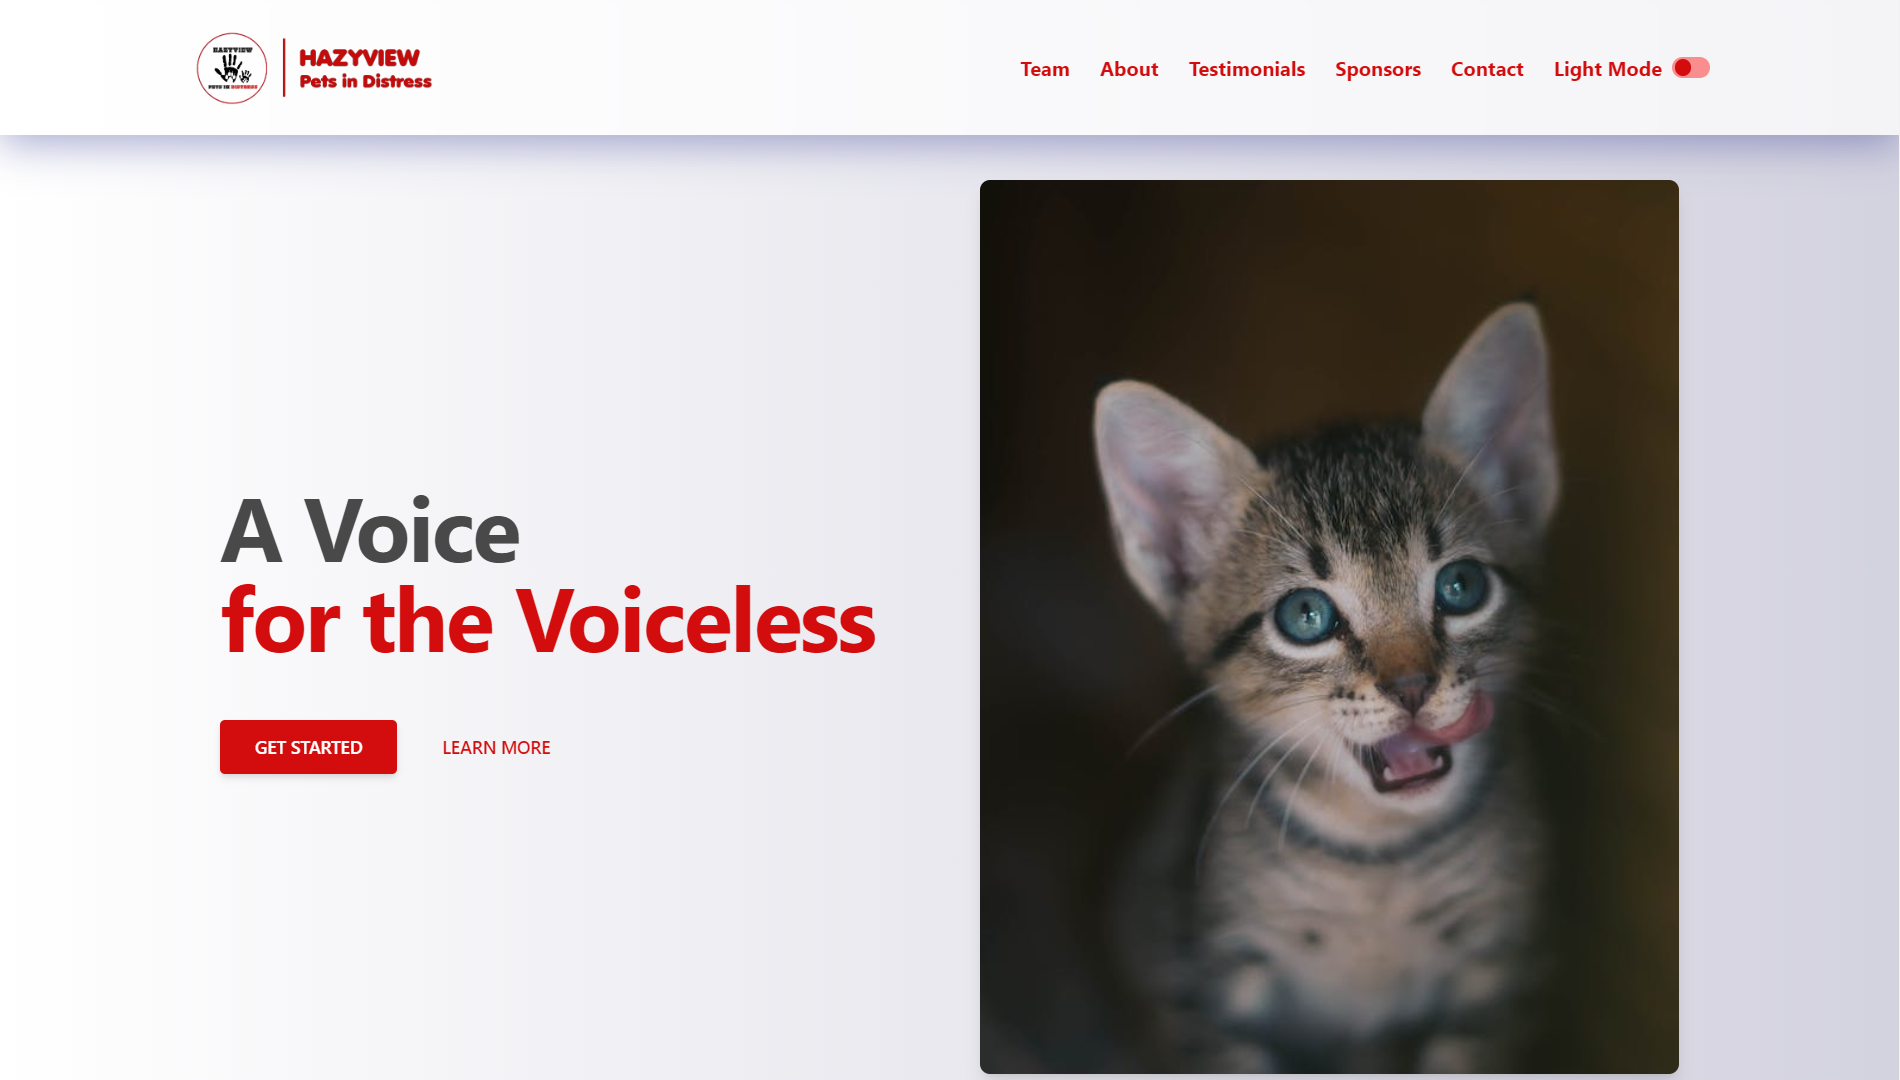 HAZYVIEW
PETS IN DISTRESS
HAZYVIEW
Pets in Distress
Team
About
Testimonials
Sponsors
Contact
Light Mode
A Voice
for the Voiceless
GET STARTED
LEARN MORE